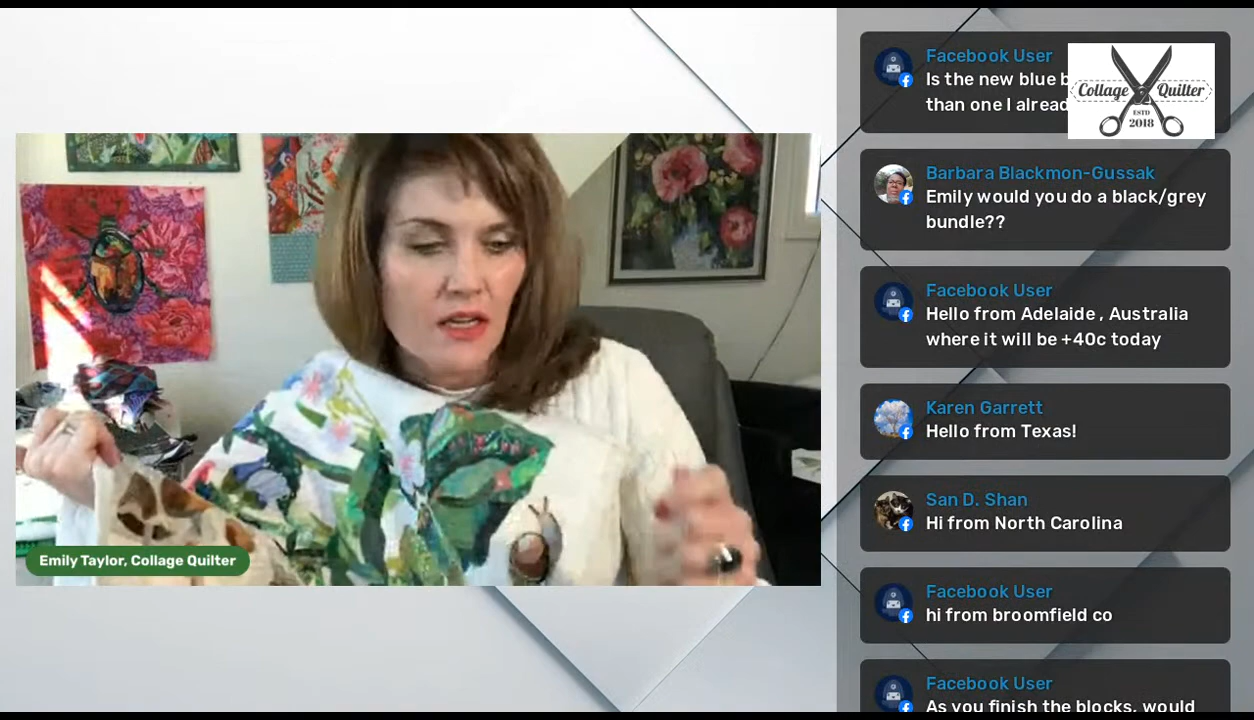 Facebook User
Is the new blue
than one I
Collage Quilter
ESTD
2018
Barbara Blackmon-Gussak
Emily would you do a black/grey
bundle??
Facebook User
Hello from Adelaide , Australia
where it will be +40c today
Karen Garrett
Hello from Texas!
San D. Shan
Hi from North Carolina
Facebook User
hi from broomfield co
Facebook User
As you finish the blocks, would
Emily Taylor, Collage Quilter